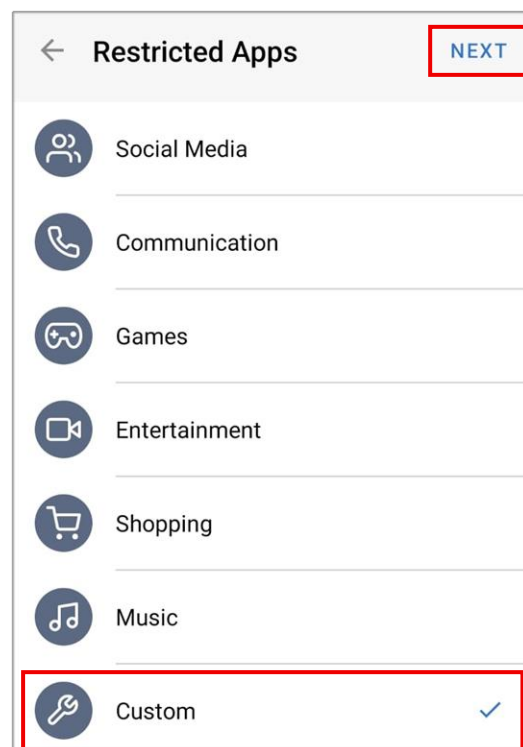 Restricted Apps NEXT
Social Media
Communication
Games
Entertainment
Shopping
Music
Custom